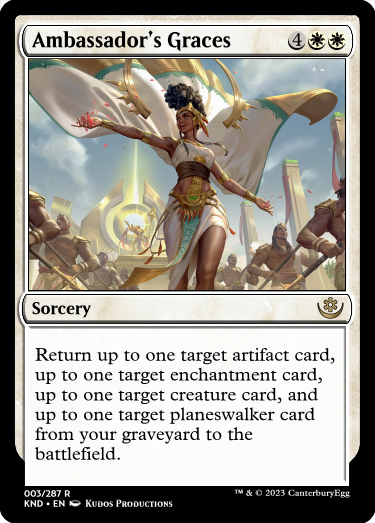 Ambassador's Graces 4
Sorcery
Return up to one target artifact card,
up to one target enchantment card,
up to one target creature card, and
up to one target planeswalker card
from your graveyard to the
battlefield.
003/287 R
KND • EN Kudos Productions
™ & © 2023 CanterburyEgg